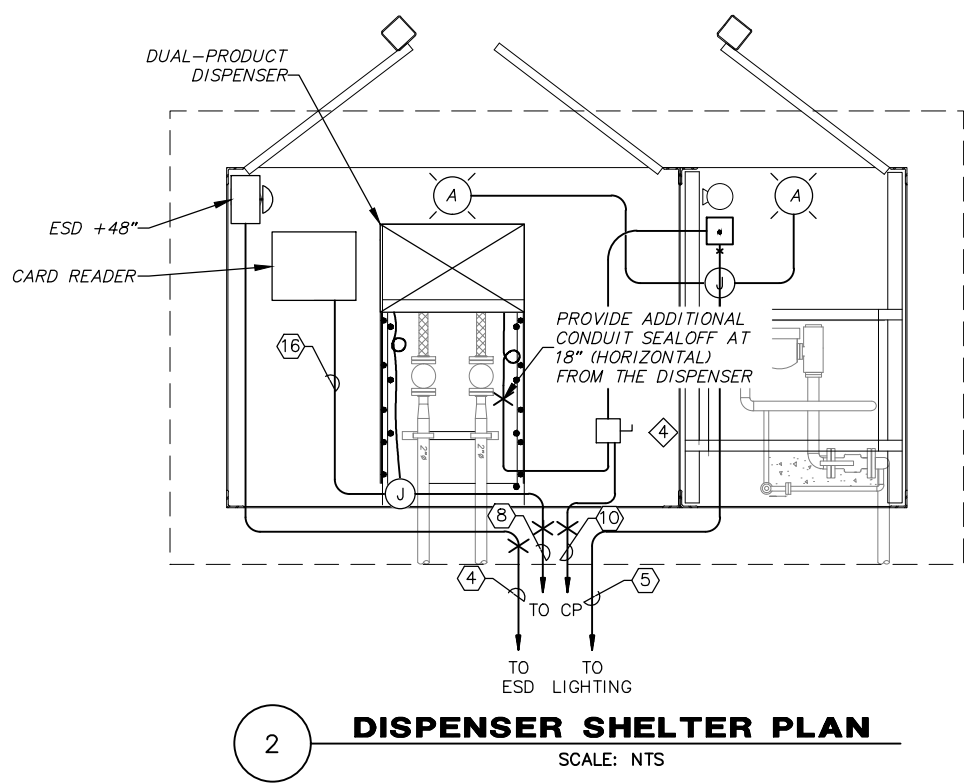 DUAL-PRODUCT
DISPENSER
A
A
ESD +48"
CARD READER
J
PROVIDE ADDITIONAL
CONDUIT SEALOFF AT
18" (HORIZONTAL)
FROM THE DISPENSER
16
4
2"ø
2"ø
J
8
10
4
5
TO CP
TO
ESD
TO
LIGHTING
2
DISPENSER SHELTER PLAN
SCALE: NTS